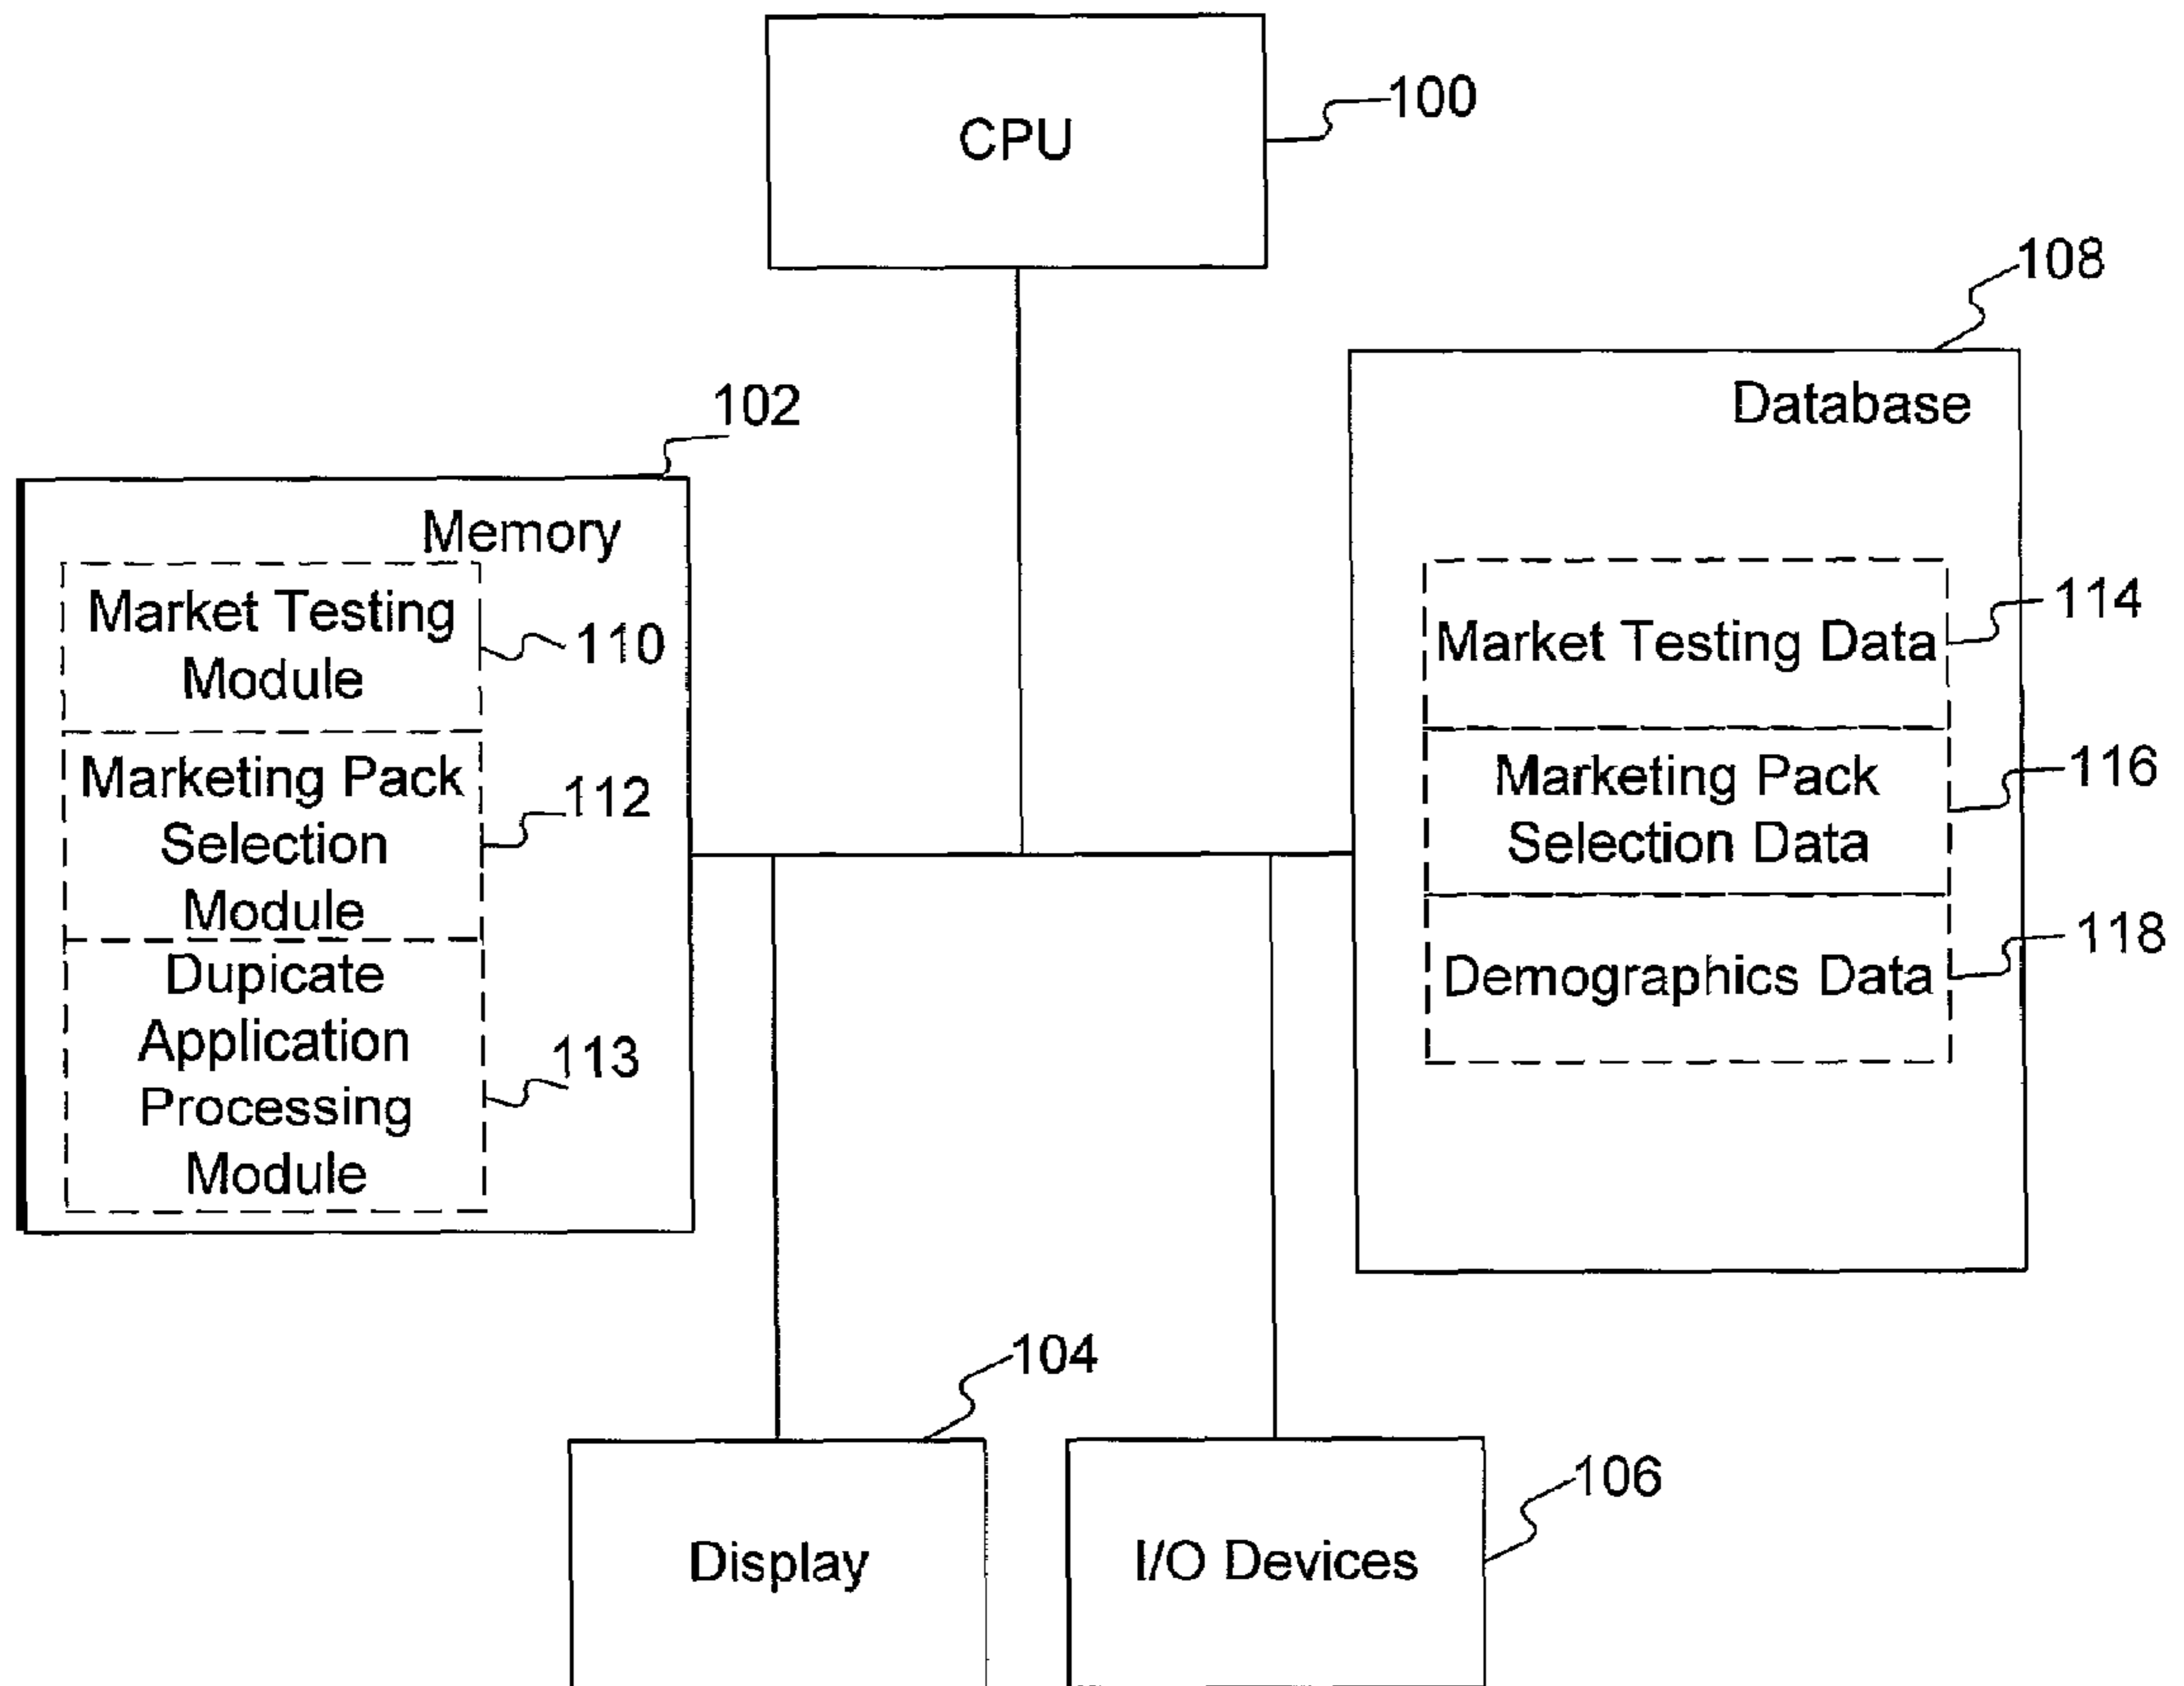 CPU
100
108
Database
102
Memory
Market Testing
Module
110
Marketing Pack
Selection
Module
112
Dupicate
Application
Processing
Module
113
Market Testing Data
114
Marketing Pack
Selection Data
116
Demographics Data
118
104
Display
106
I/O Devices